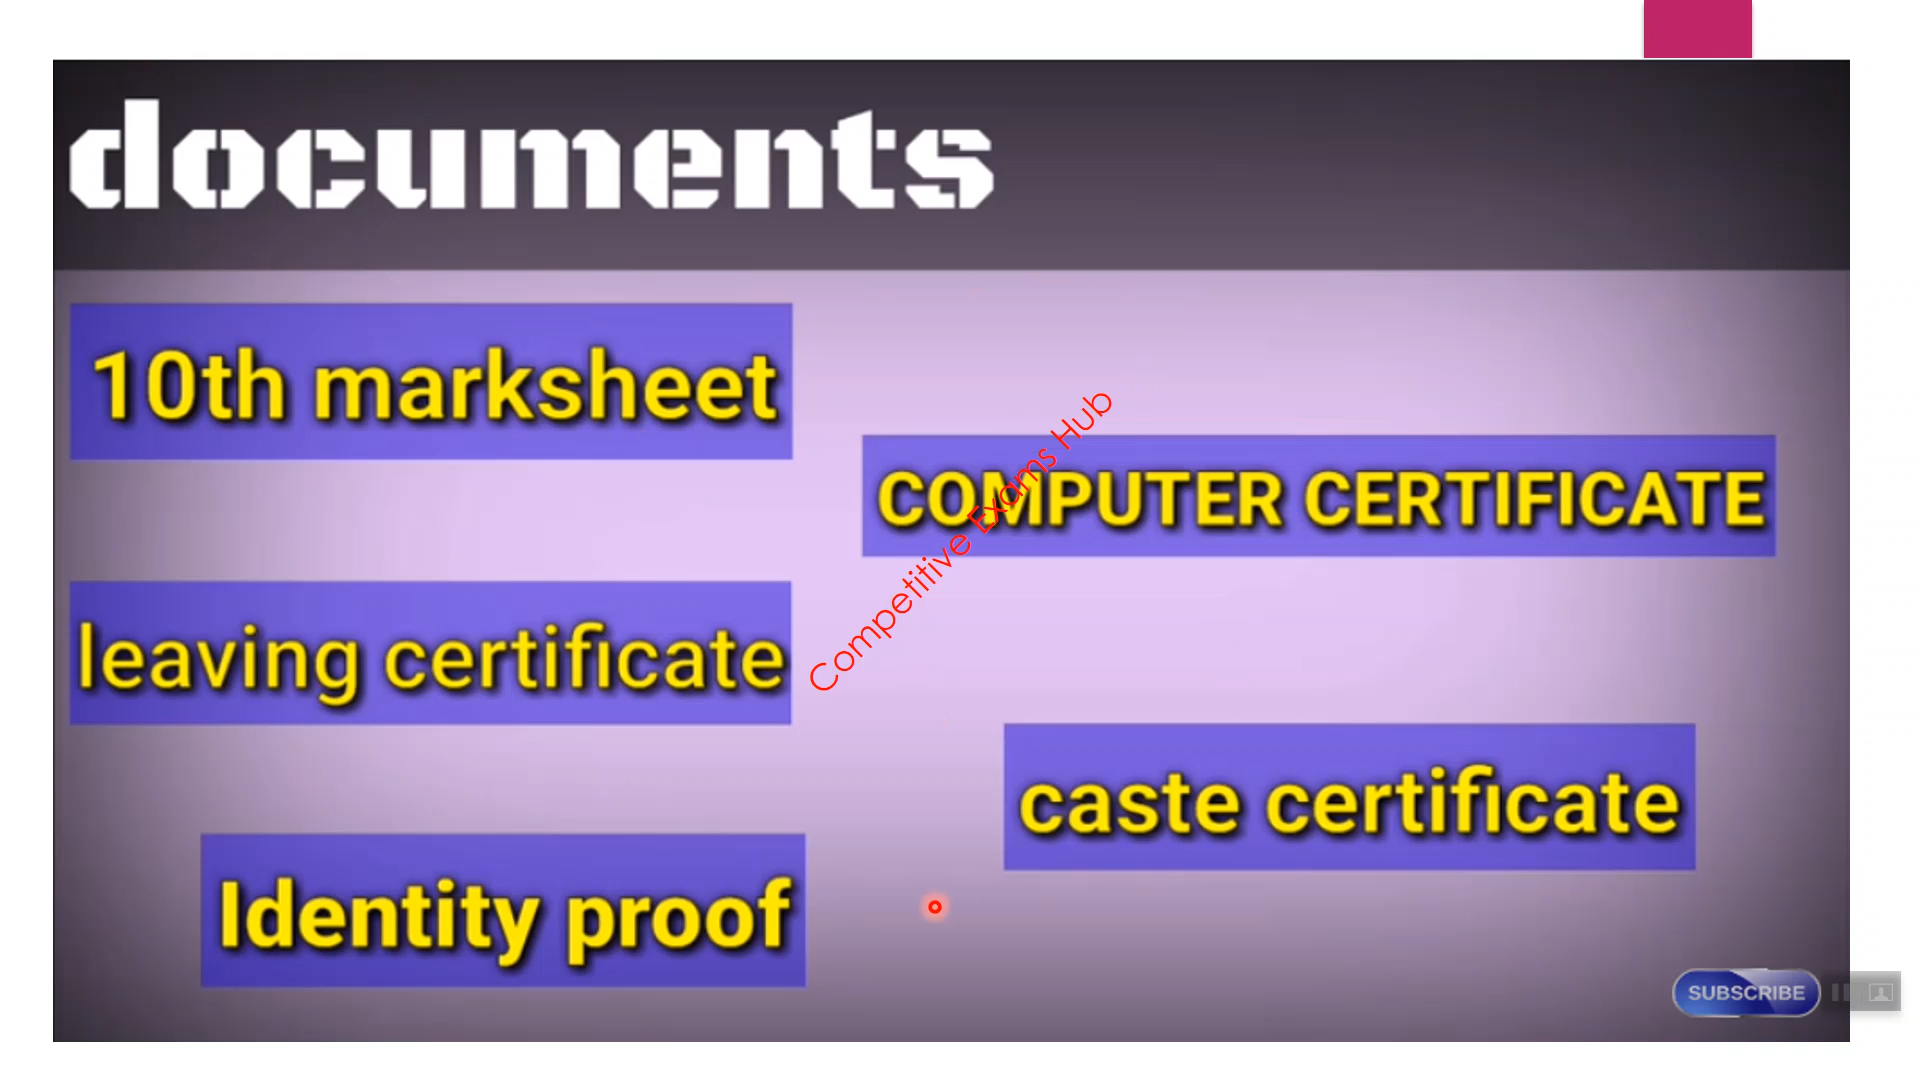 documents
10th marksheet
COMPUTER CERTIFICATE
Competitive Exams Hub
leaving certificate
caste certificate
Identity proof
SUBSCRIBE